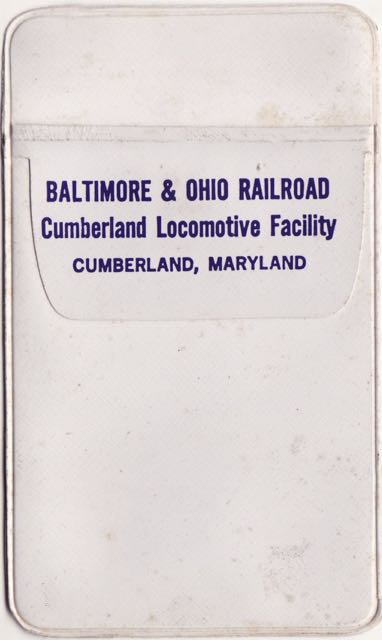 BALTIMORE & OHIO RAILROAD
Cumberland Locomotive Facility
CUMBERLAND, MARYLAND